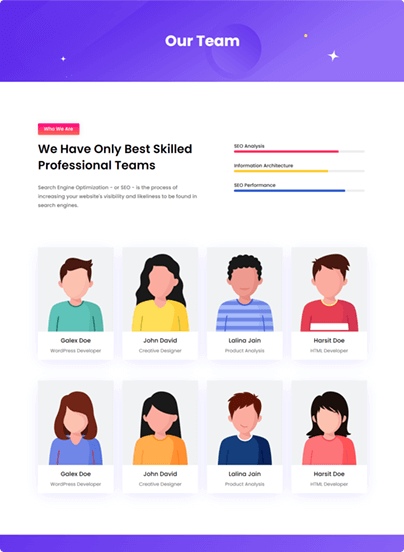 Our Team
Who We Are
We Have Only Best Skilled
Professional Teams
Search Engine Optimization - or SEO - is the process of
increasing your website's visibility and likeliness to be found in
search engines.
SEO Analysis
Information Architecture
SEO Performance
Galex Doe
WordPress Developer
John David
Creative Designer
Lalina Jain
Product Analysis
Harsit Doe
HTML Developer
Galex Doe
WordPress Developer
John David
Creative Designer
Lalina Jain
Product Analysis
Harsit Doe
HTML Developer